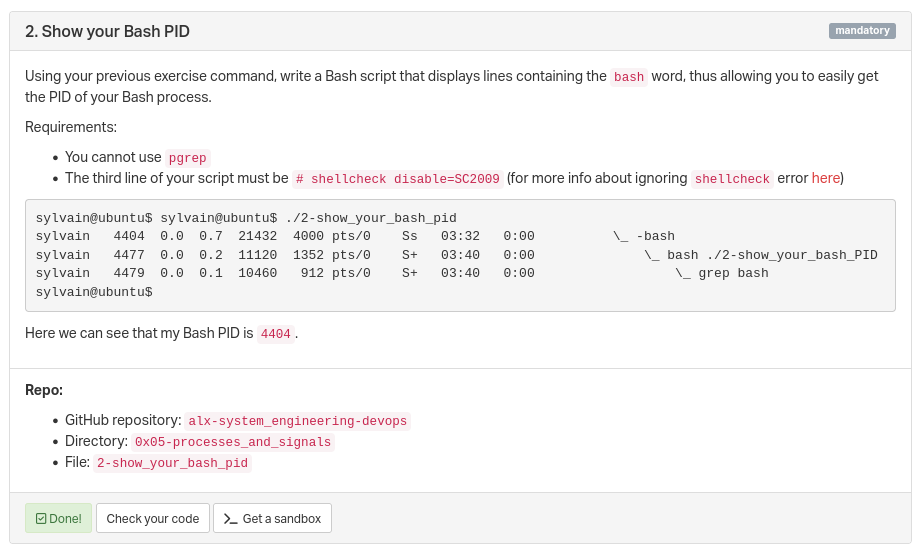 2. Show your Bash PID
mandatory
Using your previous exercise command, write a Bash script that displays lines containing the bash word, thus allowing you to easily get
the PID of your Bash process.
Requirements:
• You cannot use pgrep
• The third line of your script must be # shellcheck disable=SC2009 (for more info about ignoring shellcheck error here)
sylvain@ubuntu$ sylvain@ubuntu$ ./2-show_your_bash_pid
sylvain   4404  0.0  0.7  21432  4000 pts/0    Ss   03:32   0:00          \_ -bash
sylvain   4477  0.0  0.2  11120  1352 pts/0    S+   03:40   0:00              \_ bash ./2-show_your_bash_PID
sylvain   4479  0.0  0.1  10460   912 pts/0    S+   03:40   0:00                  \_ grep bash
sylvain@ubuntu$
Here we can see that my Bash PID is 4404.
Repo:
• GitHub repository: alx-system_engineering-devops
• Directory: 0x05-processes_and_signals
• File: 2-show_your_bash_pid
Done!
Check your code
>_ Get a sandbox